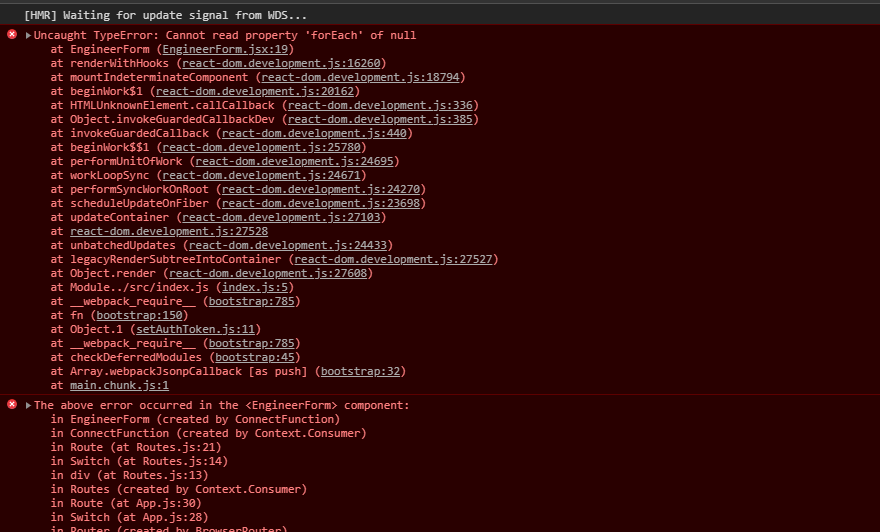 [HMR] Waiting for update signal from WDS...
Uncaught TypeError: Cannot read property 'forEach' of null
at EngineerForm (EngineerForm.jsx:19)
at renderWithHooks (react-dom.development.js:16260)
at mountIndeterminateComponent (react-dom.development.js:18794)
at beginWork$1 (react-dom.development.js:20162)
at HTMLUnknownElement.callCallback (react-dom.development.js:336)
at Object.invokeGuardedCallbackDev (react-dom.development.js:385)
at invokeGuardedCallback (react-dom.development.js:440)
at beginWork$$1 (react-dom.development.js:25780)
at performUnitOfWork (react-dom.development.js:24695)
at workLoopSync (react-dom.development.js:24671)
at performSyncWorkOnRoot (react-dom.development.js:24270)
at scheduleUpdateOnFiber (react-dom.development.js:23698)
at updateContainer (react-dom.development.js:27103)
at react-dom.development.js:27528
at unbatchedUpdates (react-dom.development.js:24433)
at legacyRenderSubtreeIntoContainer (react-dom.development.js:27527)
at Object.render (react-dom.development.js:27608)
at Module../src/index.js (index.js:5)
at __webpack_require__ (bootstrap:785)
at fn (bootstrap:150)
at Object.1 (setAuthToken.js:11)
at __webpack_require__ (bootstrap:785)
at checkDeferredModules (bootstrap:45)
at Array.webpackJsonpCallback [as push] (bootstrap:32)
at main.chunk.js:1
The above error occurred in the <EngineerForm> component:
in EngineerForm (created by ConnectFunction)
in ConnectFunction (created by Context.Consumer)
in Route (at Routes.js:21)
in Switch (at Routes.js:14)
in div (at Routes.js:13)
in Routes (created by Context.Consumer)
in Route (at App.js:30)
in Switch (at App.js:28)
in Router (created by BrowserRouter)